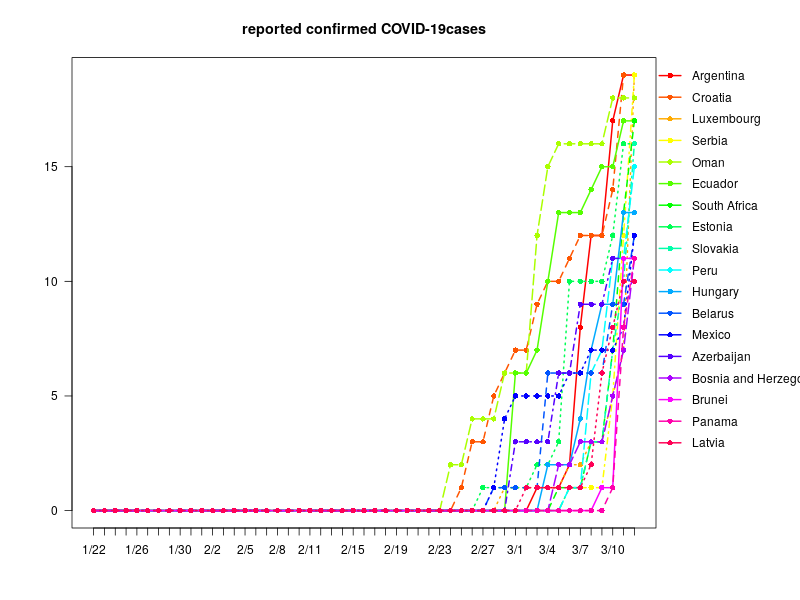 reported confirmed COVID-19cases
15
10
5
0
1/22 1/26 1/30 2/2 2/5 2/8 2/11 2/15 2/19 2/23 2/27 3/1 3/4 3/7 3/10
Argentina
Croatia
Luxembourg
Serbia
Oman
Ecuador
South Africa
Estonia
Slovakia
Peru
Hungary
Belarus
Mexico
Azerbaijan
Bosnia and Herzego
Brunei
Panama
Latvia